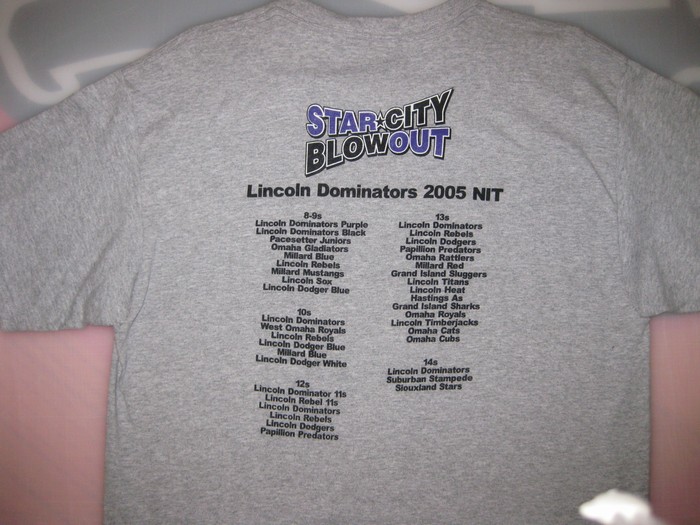 STAR CITY
BLOWOUT
Lincoln Dominators 2005 NIT
8-9s
Lincoln Dominators Purple
Lincoln Dominators Black
Pacesetter Juniors
Omaha Gladiators
Millard Blue
Lincoln Rebels
Millard Mustangs
Lincoln Sox
Lincoln Dodger Blue
10s
Lincoln Dominators
West Omaha Royals
Lincoln Rebels
Lincoln Dodger Blue
Millard Blue
Lincoln Dodger White
12s
Lincoln Dominator 11s
Lincoln Rebel 11s
Lincoln Dominators
Lincoln Rebels
Lincoln Dodgers
Papillion Predators
13s
Lincoln Dominators
Lincoln Rebels
Lincoln Dodgers
Papillion Predators
Omaha Rattlers
Millard Red
Grand Island Sluggers
Lincoln Titans
Lincoln Heat
Hastings As
Grand Island Sharks
Omaha Royals
Lincoln Timberjacks
Omaha Cats
Omaha Cubs
14s
Lincoln Dominators
Suburban Stampede
Siouxland Stars